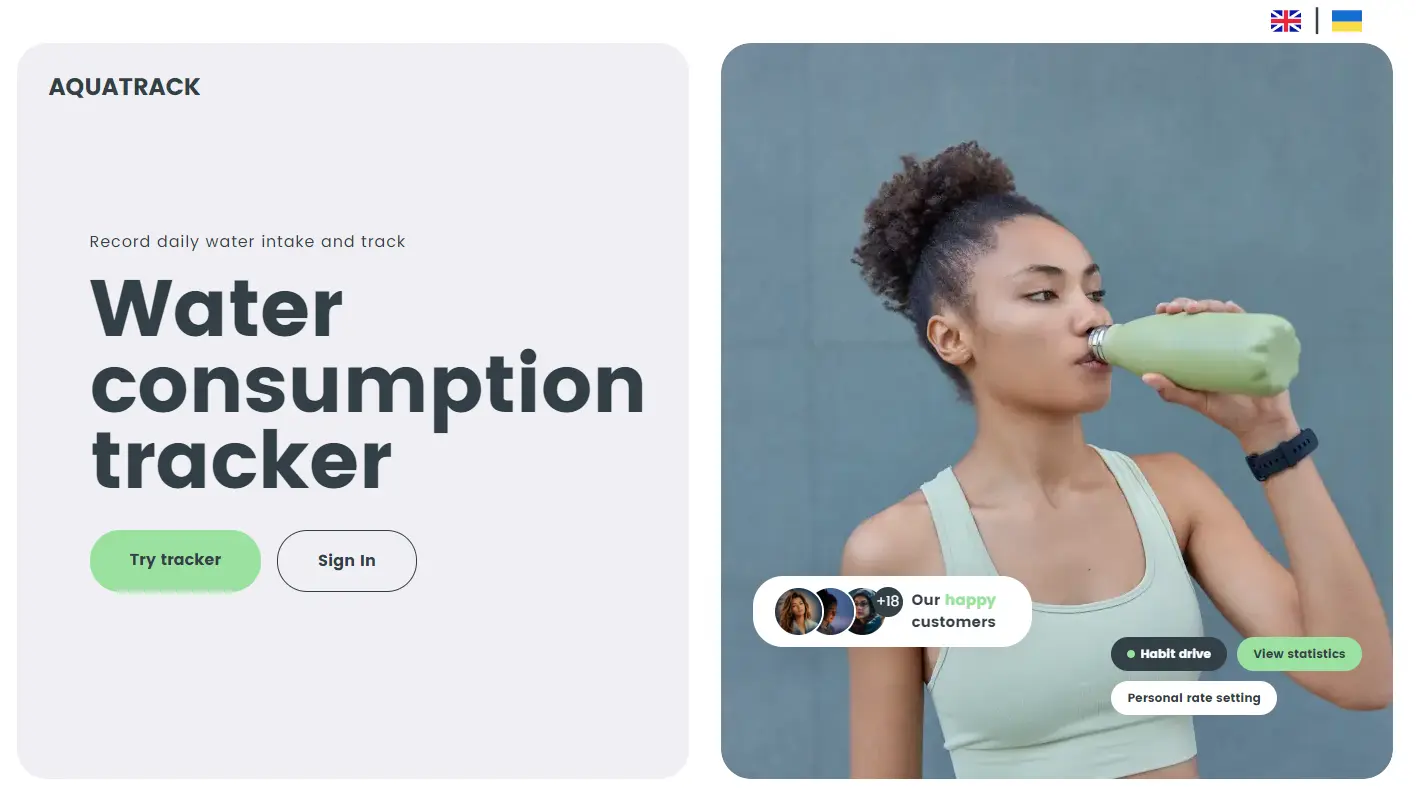 AQUATRACK
Record daily water intake and track
Water
consumption
tracker
Try tracker
Sign In
+18
Our happy
customers
Habit drive
View statistics
Personal rate setting